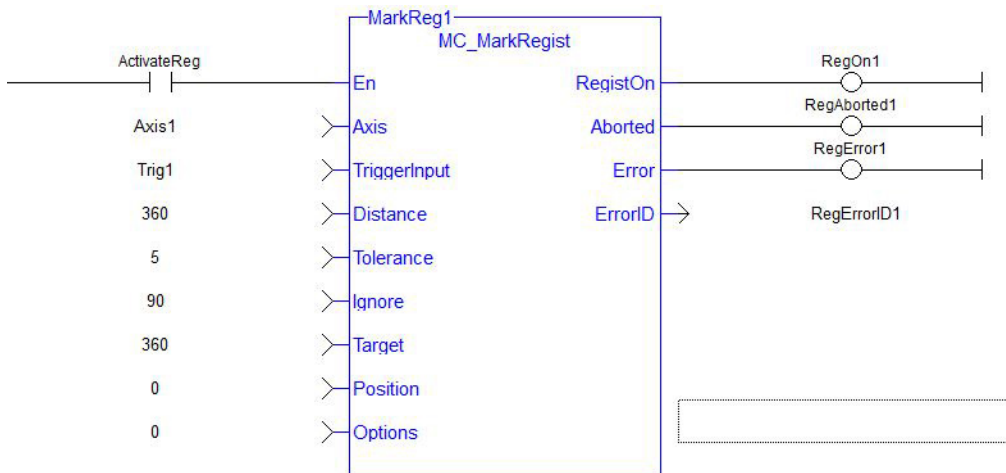 MarkReg1
MC_MarkRegist
ActivateReg
En
RegistOn
RegOn1
Axis1
Axis
Aborted
RegAborted1
Trig1
TriggerInput
Error
RegError1
360
Distance
ErrorID
RegErrorID1
5
Tolerance
90
Ignore
360
Target
0
Position
0
Options